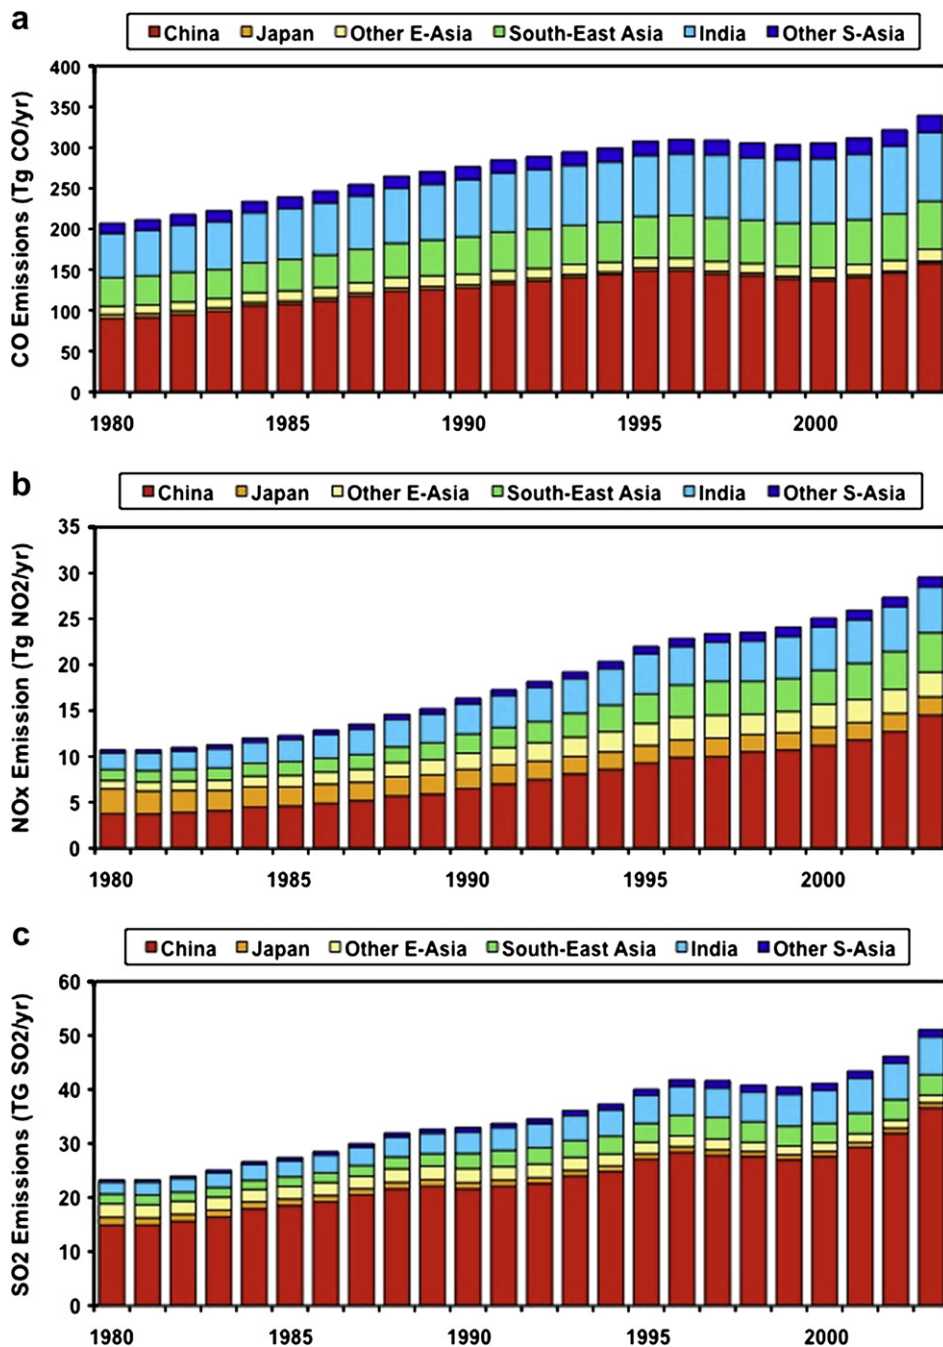 a
China Japan Other E-Asia South-East Asia India Other S-Asia
CO Emissions (Tg CO/yr)
400
350
300
250
200
150
100
50
0
1980 1985 1990 1995 2000
b
China Japan Other E-Asia South-East Asia India Other S-Asia
NOx Emission (Tg NO2/yr)
35
30
25
20
15
10
5
0
1980 1985 1990 1995 2000
c
China Japan Other E-Asia South-East Asia India Other S-Asia
SO2 Emissions (TG SO2/yr)
60
50
40
30
20
10
0
1980 1985 1990 1995 2000